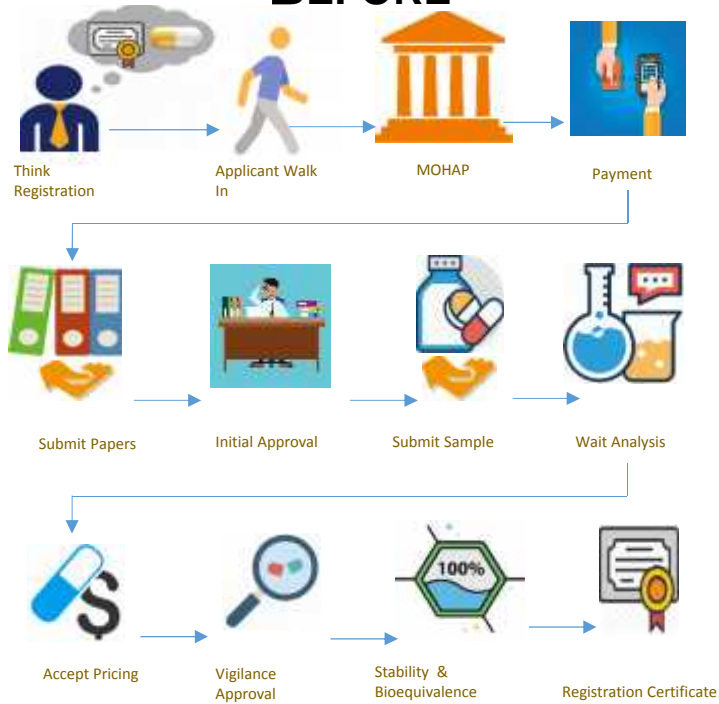 BEFORE
Think
Registration
Applicant Walk
In
MOHAP
Payment
Submit Papers
Initial Approval
Submit Sample
Wait Analysis
100%
Accept Pricing
Vigilance
Approval
Stability &
Bioequivalence
Registration Certificate